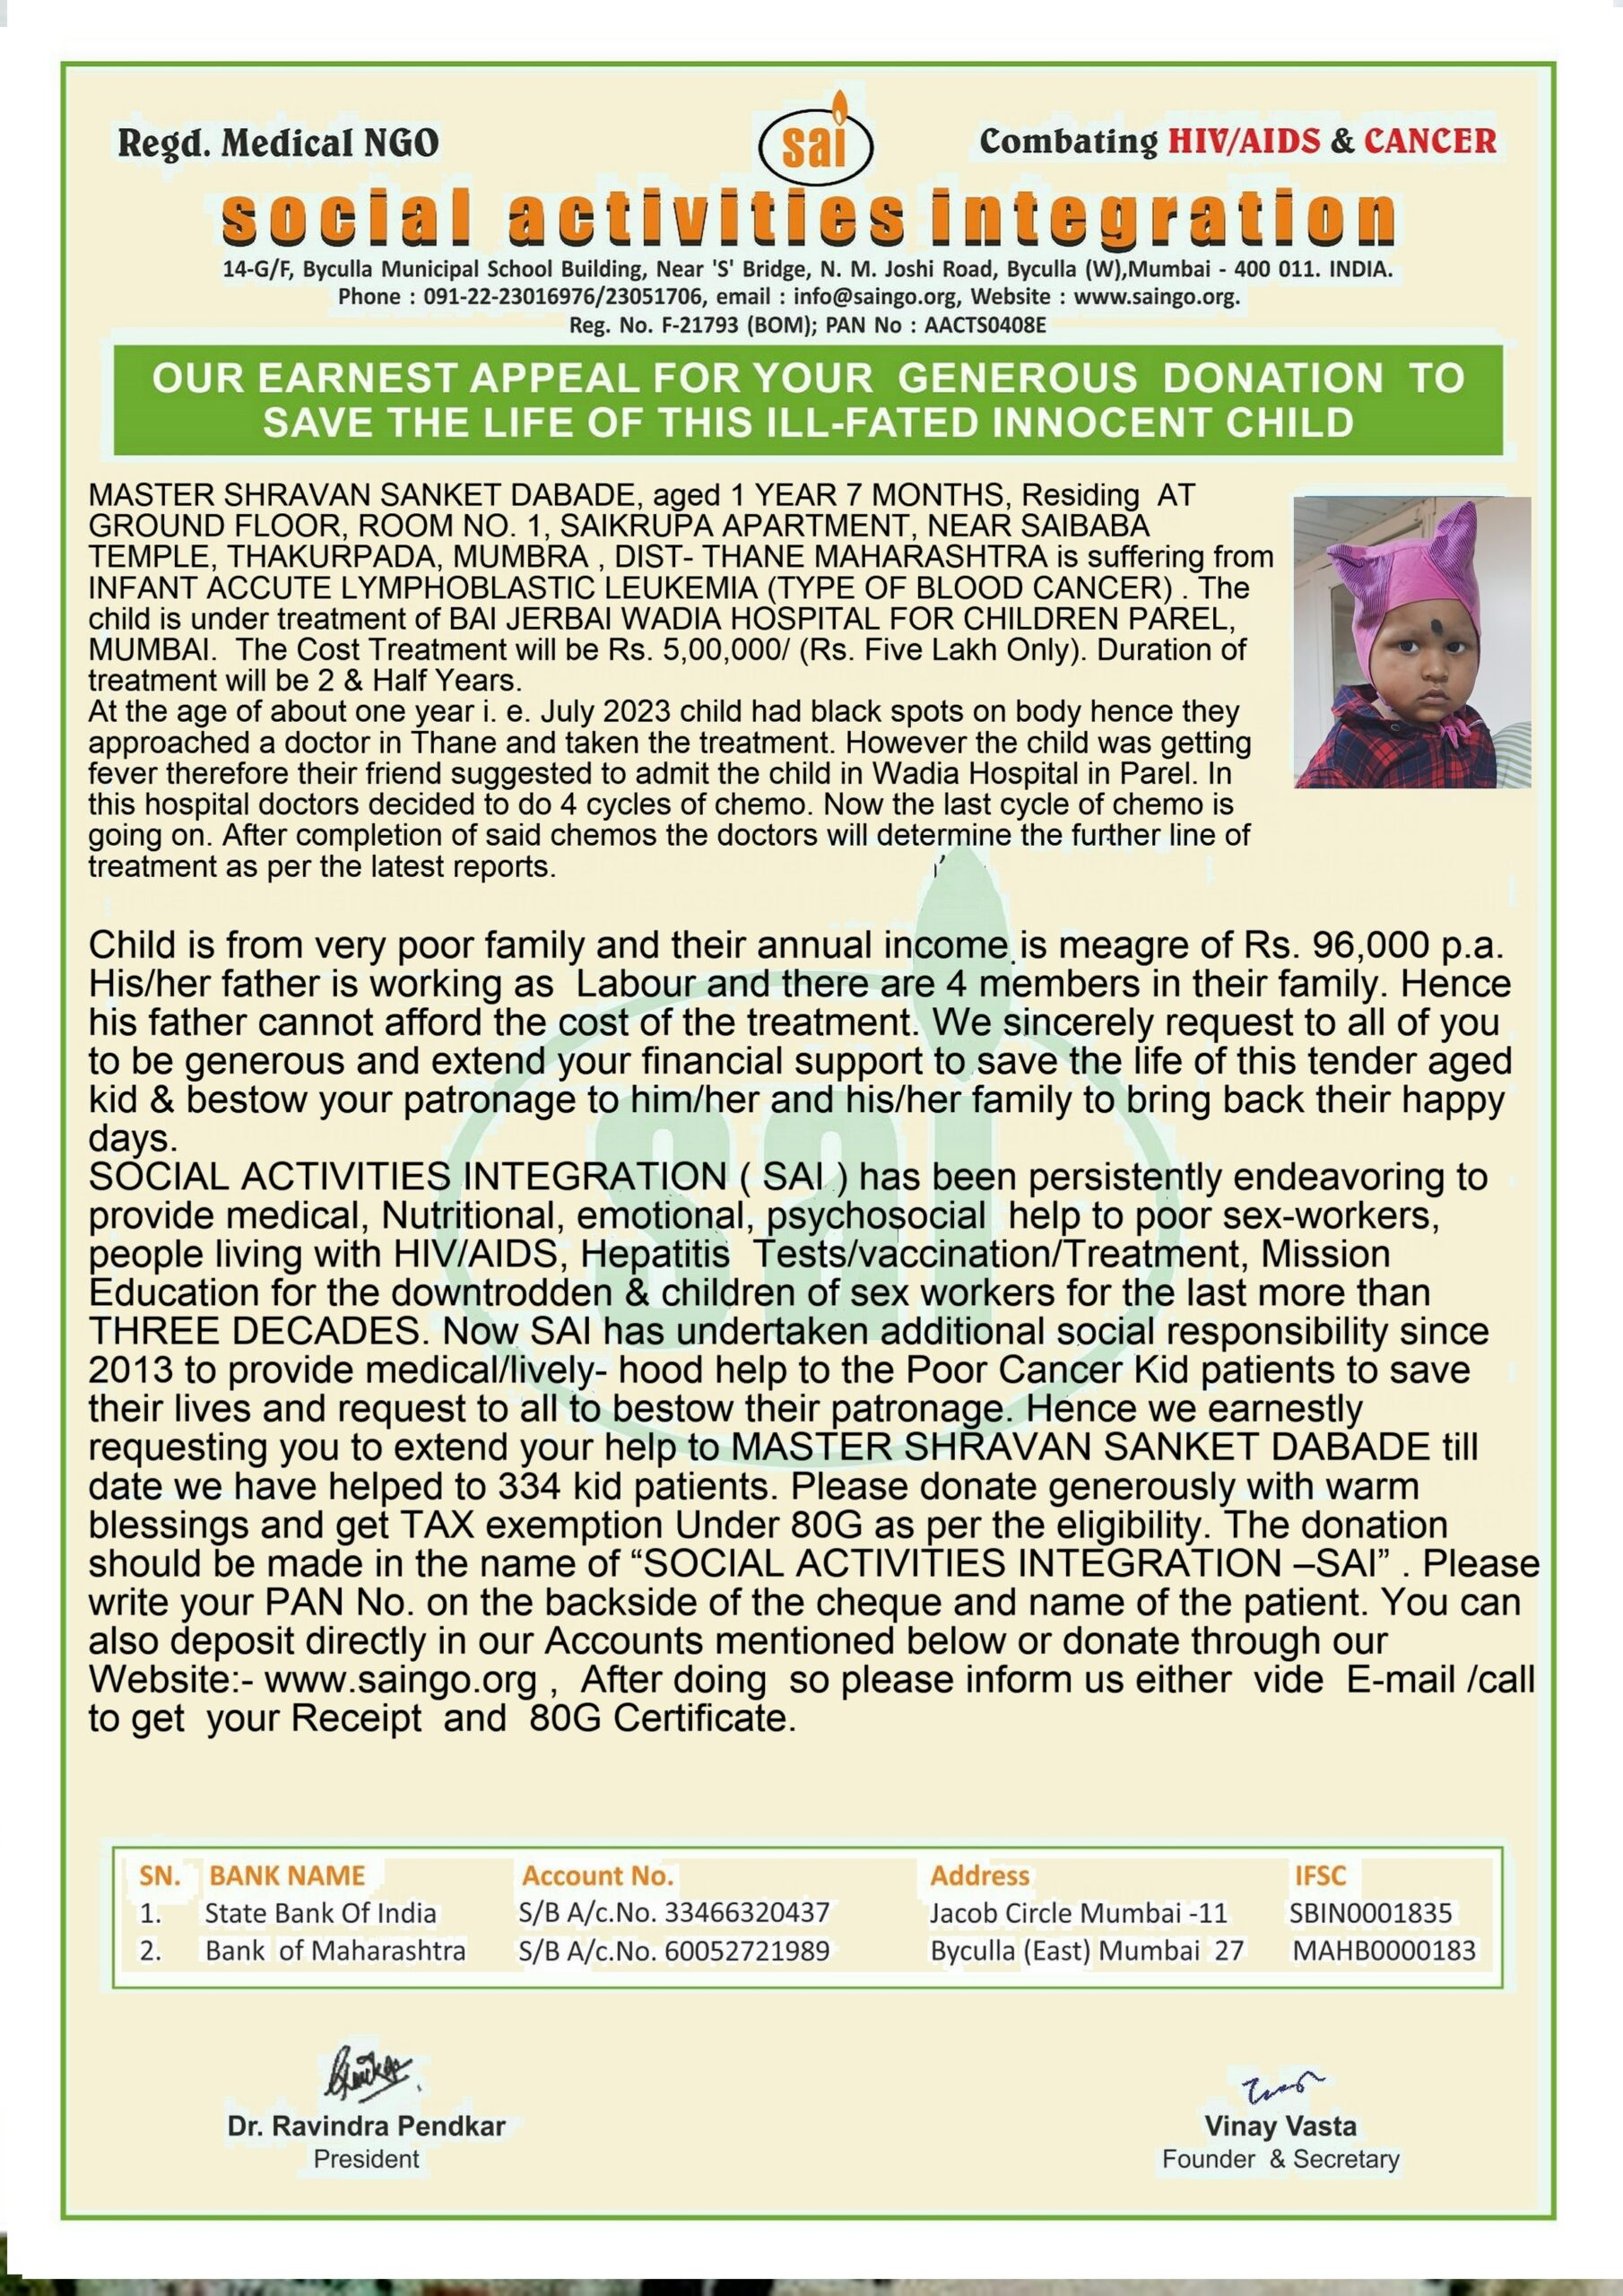 Regd. Medical NGO
sai
Combating HIV/AIDS & CANCER
social activities integration
14-G/F, Byculla Municipal School Building, Near 'S' Bridge, N. M. Joshi Road, Byculla (W),Mumbai - 400 011. INDIA.
Phone : 091-22-23016976/23051706, email : info@saingo.org, Website : www.saingo.org.
Reg. No. F-21793 (BOM); PAN No : AACTS0408E
OUR EARNEST APPEAL FOR YOUR GENEROUS DONATION TO
SAVE THE LIFE OF THIS ILL-FATED INNOCENT CHILD
MASTER SHRAVAN SANKET DABADE, aged 1 YEAR 7 MONTHS, Residing AT
GROUND FLOOR, ROOM NO. 1, SAIKRUPA APARTMENT, NEAR SAIBABA
TEMPLE, THAKURPADA, MUMBRA , DIST- THANE MAHARASHTRA is suffering from
INFANT ACCUTE LYMPHOBLASTIC LEUKEMIA (TYPE OF BLOOD CANCER) . The
child is under treatment of BAI JERBAI WADIA HOSPITAL FOR CHILDREN PAREL,
MUMBAI. The Cost Treatment will be Rs. 5,00,000/ (Rs. Five Lakh Only). Duration of
treatment will be 2 & Half Years.
At the age of about one year i. e. July 2023 child had black spots on body hence they
approached a doctor in Thane and taken the treatment. However the child was getting
fever therefore their friend suggested to admit the child in Wadia Hospital in Parel. In
this hospital doctors decided to do 4 cycles of chemo. Now the last cycle of chemo is
going on. After completion of said chemos the doctors will determine the further line of
treatment as per the latest reports.
Child is from very poor family and their annual income is meagre of Rs. 96,000 p.a.
His/her father is working as Labour and there are 4 members in their family. Hence
his father cannot afford the cost of the treatment. We sincerely request to all of you
to be generous and extend your financial support to save the life of this tender aged
kid & bestow your patronage to him/her and his/her family to bring back their happy
days.
SOCIAL ACTIVITIES INTEGRATION ( SAI ) has been persistently endeavoring to
provide medical, Nutritional, emotional, psychosocial help to poor sex-workers,
people living with HIV/AIDS, Hepatitis Tests/vaccination/Treatment, Mission
Education for the downtrodden & children of sex workers for the last more than
THREE DECADES. Now SAI has undertaken additional social responsibility since
2013 to provide medical/lively- hood help to the Poor Cancer Kid patients to save
their lives and request to all to bestow their patronage. Hence we earnestly
requesting you to extend your help to MASTER SHRAVAN SANKET DABADE till
date we have helped to 334 kid patients. Please donate generously with warm
blessings and get TAX exemption Under 80G as per the eligibility. The donation
should be made in the name of “SOCIAL ACTIVITIES INTEGRATION –SAI” . Please
write your PAN No. on the backside of the cheque and name of the patient. You can
also deposit directly in our Accounts mentioned below or donate through our
Website:- www.saingo.org , After doing so please inform us either vide E-mail /call
to get your Receipt and 80G Certificate.
SN. BANK NAME Account No. Address IFSC
1. State Bank Of India S/B A/c.No. 33466320437 Jacob Circle Mumbai -11 SBIN0001835
2. Bank of Maharashtra S/B A/c.No. 60052721989 Byculla (East) Mumbai 27 MAHB0000183
Dr. Ravindra Pendkar
President
Vinay Vasta
Founder & Secretary